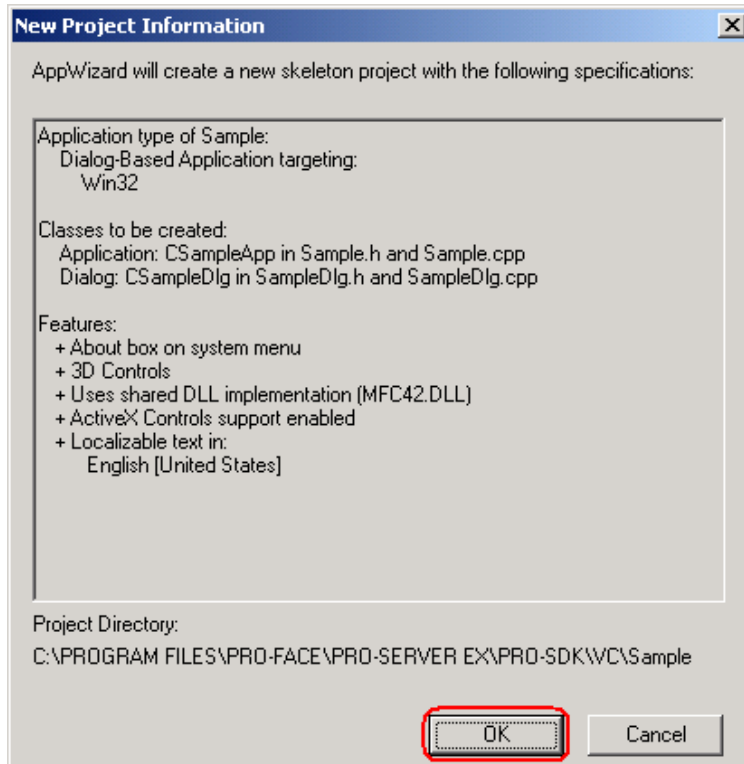 New Project Information
AppWizard will create a new skeleton project with the following specifications:
Application type of Sample:
Dialog-Based Application targeting:
Win32
Classes to be created:
Application: CSampleApp in Sample.h and Sample.cpp
Dialog: CSampleDlg in SampleDlg.h and SampleDlg.cpp
Features:
+ About box on system menu
+ 3D Controls
+ Uses shared DLL implementation (MFC42.DLL)
+ ActiveX Controls support enabled
+ Localizable text in:
English [United States]
Project Directory:
C:\PROGRAM FILES\PRO-FACE\PRO-SERVER EX\PRO-SDK\VC\Sample
OK Cancel